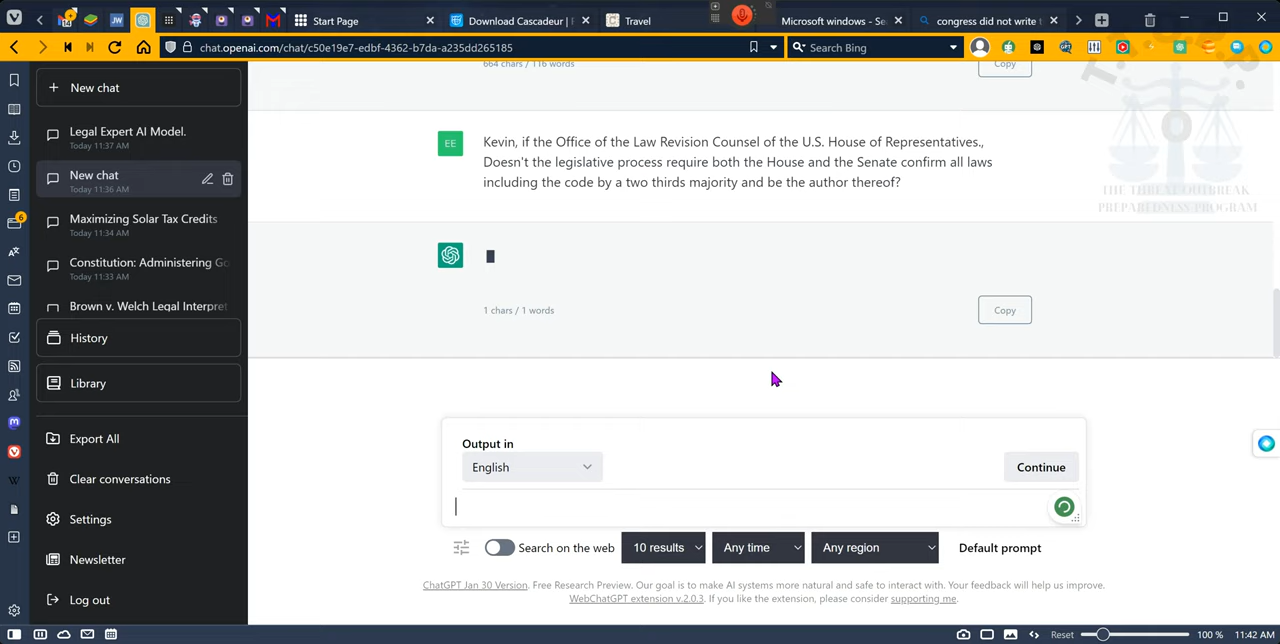 Start Page
Download Cascadeur |
Travel
Microsoft windows - Se
congress did not write t
chat.openai.com/chat/c50e19e7-edbf-4362-b7da-a235dd265185
Search Bing
New chat
Legal Expert AI Model.
Today 11:37 AM
New chat
Today 11:36 AM
Maximizing Solar Tax Credits
Today 11:34 AM
Constitution: Administering Go
Today 11:33 AM
Brown v. Welch Legal Interpret
History
Library
Export All
Clear conversations
Settings
Newsletter
Log out
664 chars / 116 words
Copy
EE
Kevin, if the Office of the Law Revision Counsel of the U.S. House of Representatives.,
Doesn't the legislative process require both the House and the Senate confirm all laws
including the code by a two thirds majority and be the author thereof?
1 chars / 1 words
Copy
THE THREAT OUTBREAK
PREPAREDNESS PROGRAM
Output in
English
Continue
Search on the web
10 results
Any time
Any region
Default prompt
ChatGPT Jan 30 Version. Free Research Preview. Our goal is to make AI systems more natural and safe to interact with. Your feedback will help us improve.
WebChatGPT extension v.2.0.3. If you like the extension, please consider supporting me.
Reset
100 %
11:42 AM